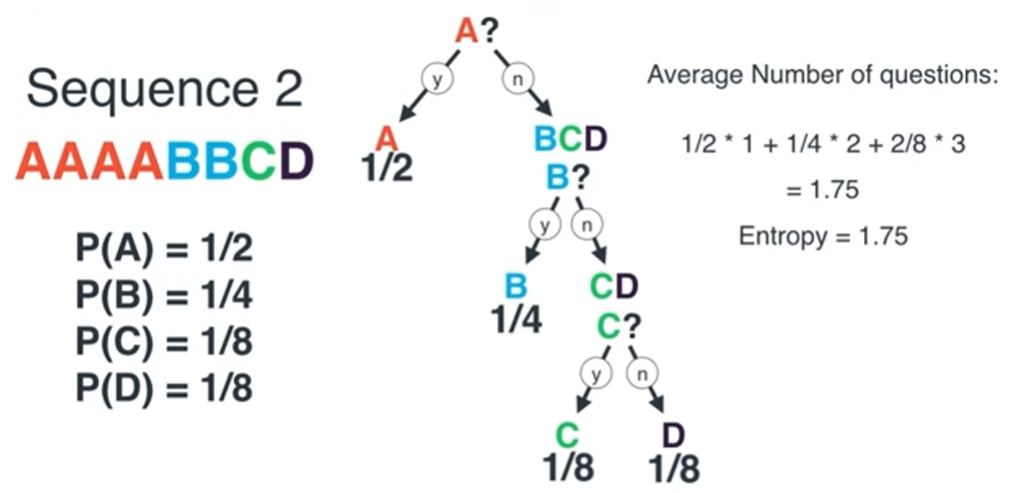 Sequence 2
AAAABBCD
P(A) = 1/2
P(B) = 1/4
P(C) = 1/8
P(D) = 1/8
A?
y
n
A
1/2
BCD
B?
y
n
B
1/4
CD
C?
y
n
C
1/8
D
1/8
Average Number of questions:
1/2 * 1 + 1/4 * 2 + 2/8 * 3
= 1.75
Entropy = 1.75